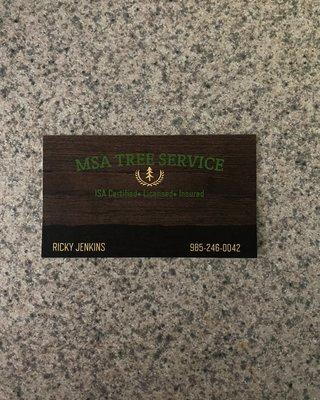 MSA TREE SERVICE
ISA Certified• Licensed• Insured
RICKY JENKINS
985-246-0042